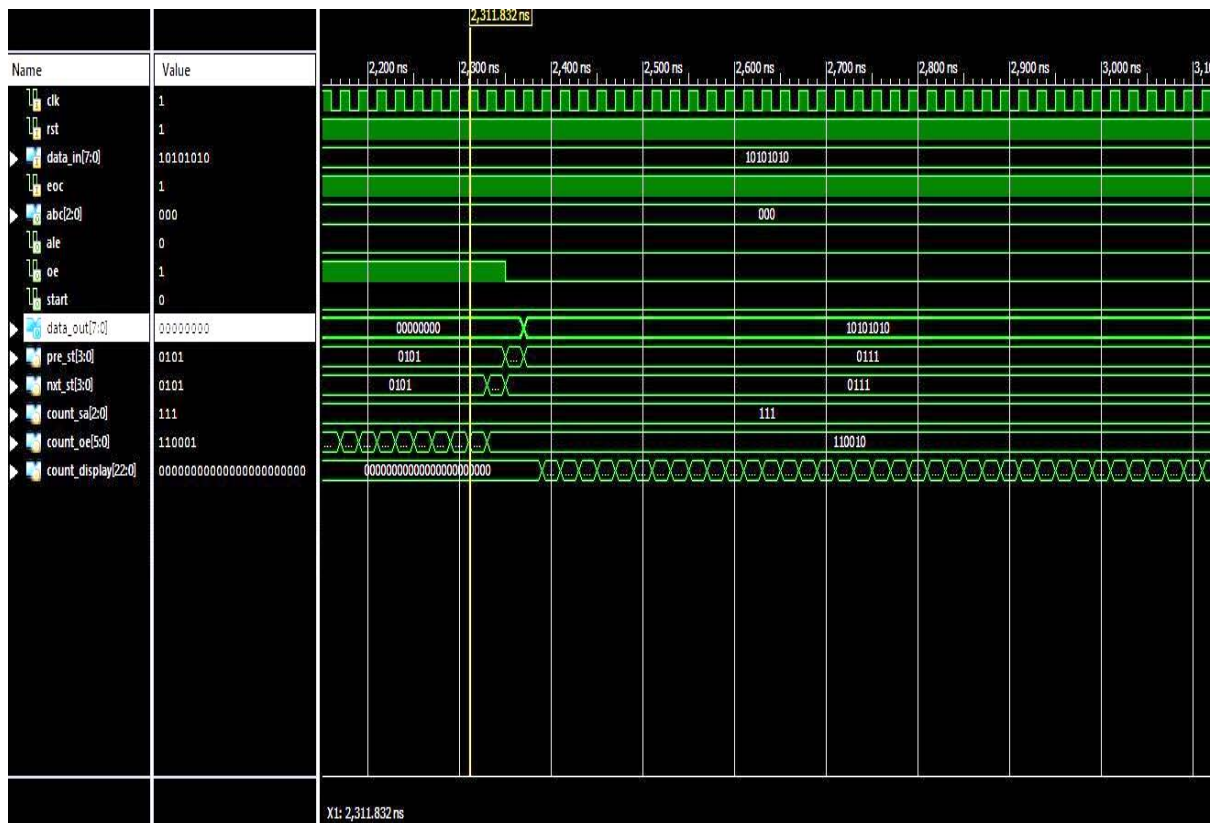 2,311.832 ns
Name Value 2,200 ns 2,300 ns 2,400 ns 2,500 ns 2,600 ns 2,700 ns 2,800 ns 2,900 ns 3,000 ns
clk 1
rst 1
data_in[7:0] 10101010 10101010
eoc 1
abc[2:0] 000 000
ale 0
oe 1
start 0
data_out[7:0] 00000000 00000000 10101010
pre_st[3:0] 0101 0101 ... 0111
nxt_st[3:0] 0101 0101 ... 0111
count_sa[2:0] 111 111
count_oe[5:0] 110001 110010
count_display[22:0] 00000000000000000000000 00000000000000000000000
X1: 2,311.832 ns